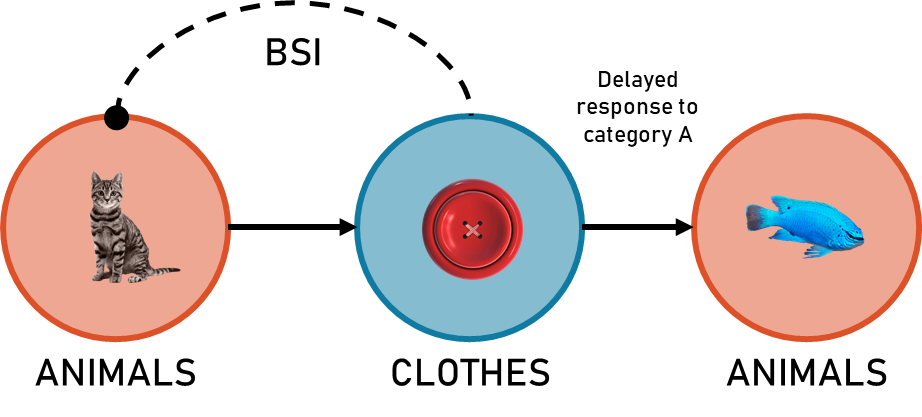 BSI
Delayed
response to
category A
ANIMALS
CLOTHES
ANIMALS